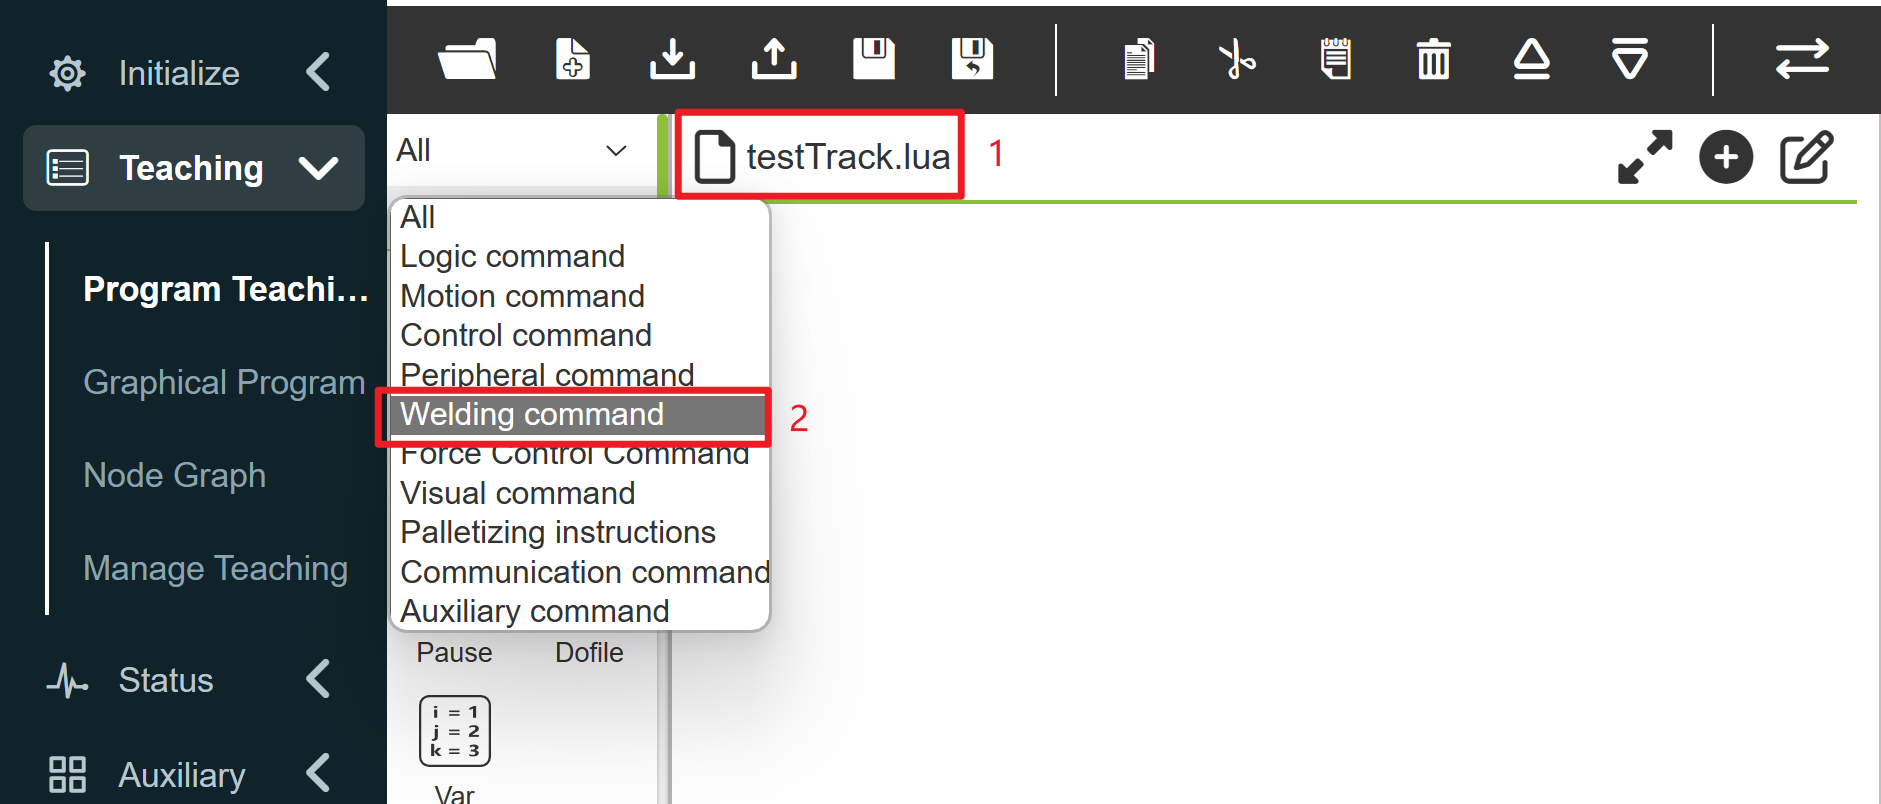 Initialize
Teaching
Program Teachi...
Graphical Program
Node Graph
Manage Teaching
Status
Auxiliary
All
testTrack.lua
1
All
Logic command
Motion command
Control command
Peripheral command
Welding command
2
Force Control Command
Visual command
Palletizing instructions
Communication command
Auxiliary command
Pause
Dofile
i = 1
j = 2
k = 3
Var